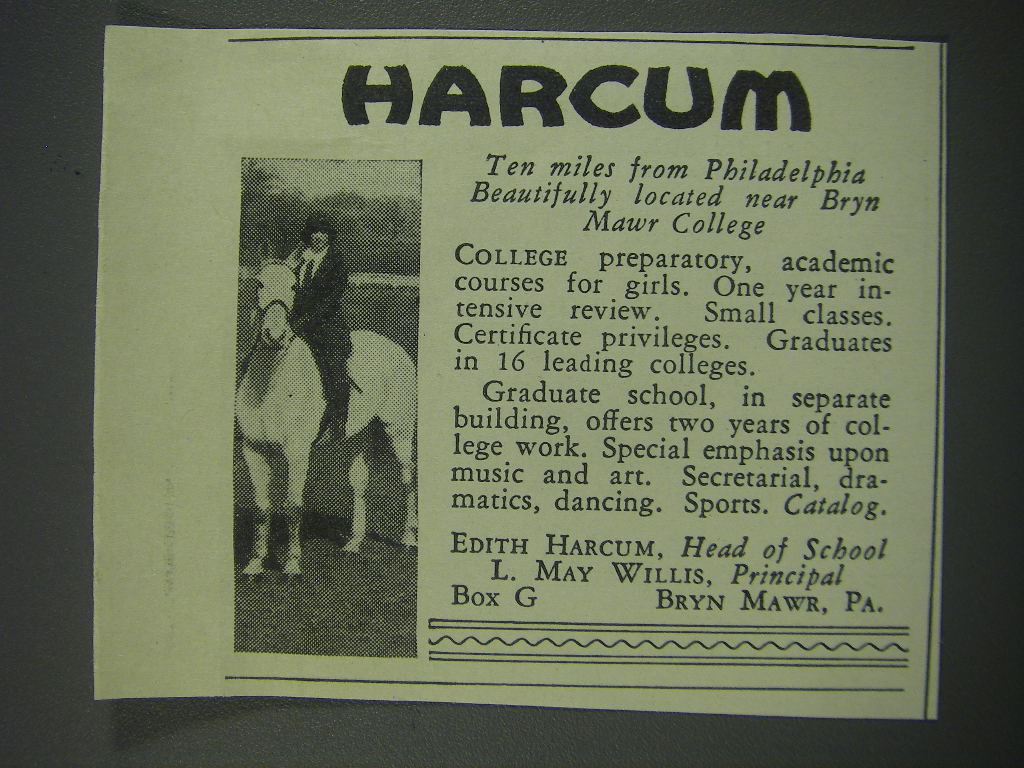 HARCUM
Ten miles from Philadelphia
Beautifully located near Bryn
Mawr College
COLLEGE preparatory, academic
courses for girls. One year in-
tensive review. Small classes.
Certificate privileges. Graduates
in 16 leading colleges.
Graduate school, in separate
building, offers two years of col-
lege work. Special emphasis upon
music and art. Secretarial, dra-
matics, dancing. Sports. Catalog.
EDITH HARCUM, Head of School
L. MAY WILLIS, Principal
Box G BRYN MAWR, PA.